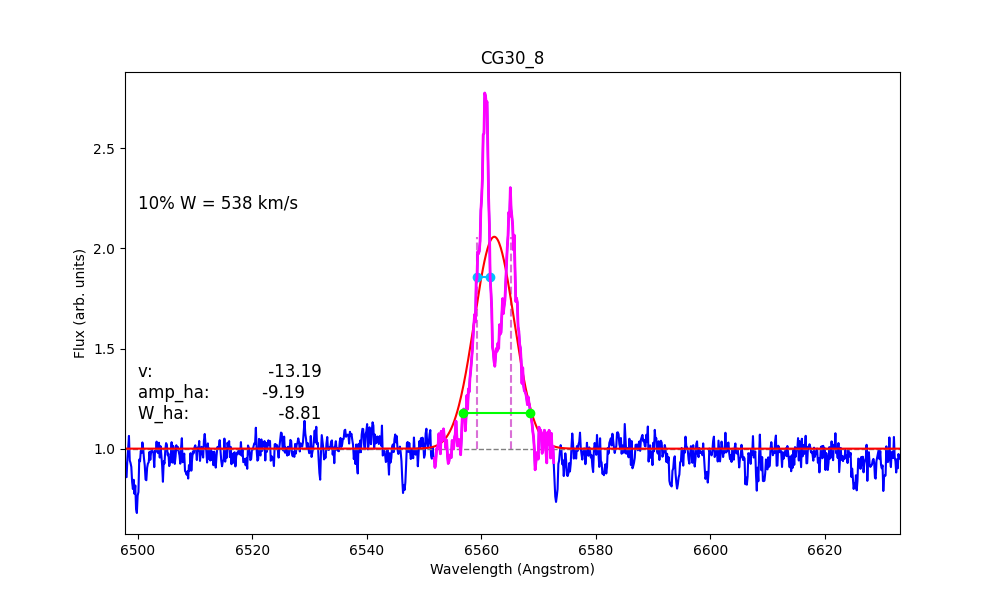 CG30_8
Flux (arb. units)
2.5
2.0
1.5
1.0
10% W = 538 km/s
v: -13.19
amp_ha: -9.19
W_ha: -8.81
6500 6520 6540 6560 6580 6600 6620
Wavelength (Angstrom)